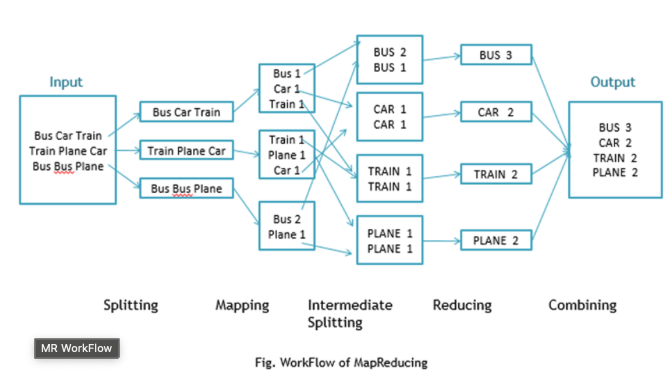 Input
Bus Car Train
Train Plane Car
Bus Bus Plane
Bus Car Train
Train Plane Car
Bus Bus Plane
Bus 1
Car 1
Train 1
Train 1
Plane 1
Car 1
Bus 2
Plane 1
BUS 2
BUS 1
CAR 1
CAR 1
TRAIN 1
TRAIN 1
PLANE 1
PLANE 1
BUS 3
CAR 2
TRAIN 2
PLANE 2
Output
BUS 3
CAR 2
TRAIN 2
PLANE 2
Splitting
Mapping
Intermediate
Splitting
Reducing
Combining
MR WorkFlow
Fig. WorkFlow of MapReducing